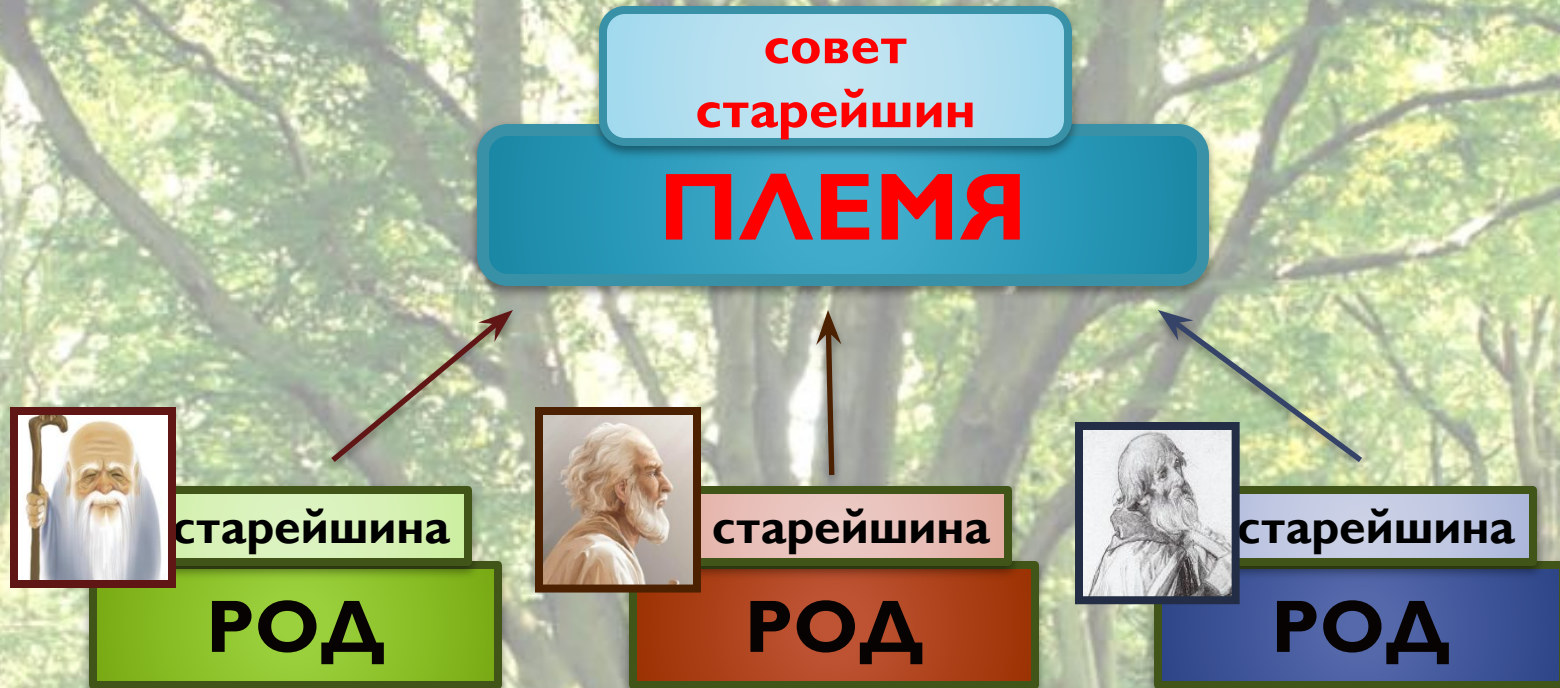 совет
старейшин
ПЛЕМЯ
старейшина
старейшина
старейшина
РОД
РОД
РОД